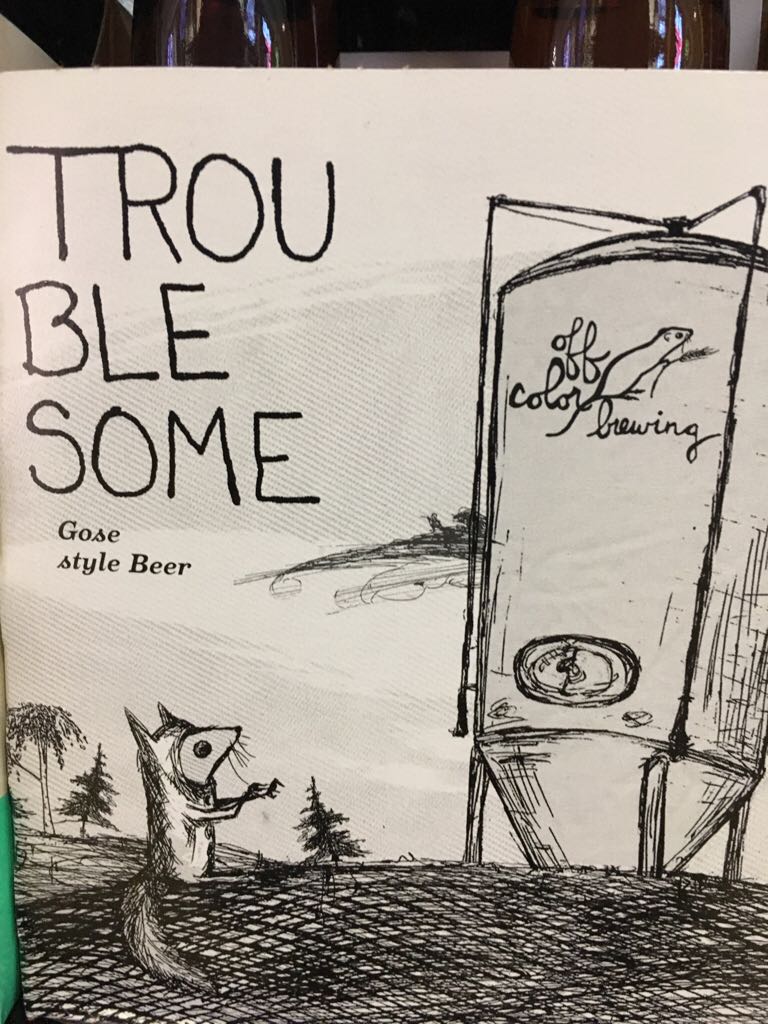 TROU
BLE
SOME
Gose
style Beer
off
color
brewing